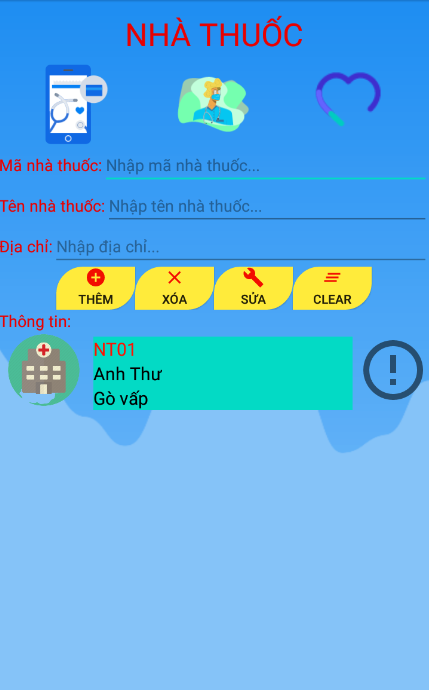 NHÀ THUỐC
Mã nhà thuốc: Nhập mã nhà thuốc...
Tên nhà thuốc: Nhập tên nhà thuốc...
Địa chỉ: Nhập địa chỉ...
THÊM XÓA SỬA CLEAR
Thông tin:
NT01
Anh Thư
Gò vấp